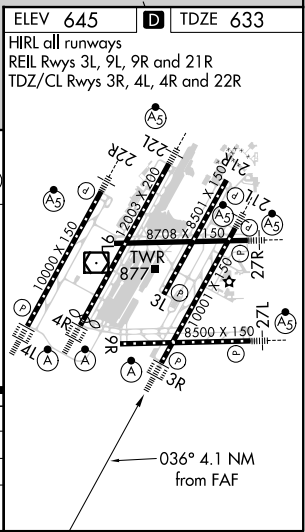 ELEV 645
D
TDZE 633
HIRL all runways
REIL Rwys 3L, 9L, 9R and 21R
TDZ/CL Rwys 3R, 4L, 4R and 22R
A5
22R
22L
21R
A5
P
A5
P
21L
10000 X 150
12003 X 200
8501 X 150
8708 X 150
9L
TWR
877
27R
A5
3L
P
10001 X 150
P
4R
4L
9R
8500 X 150
27L
A5
P
A
A
A
P
3R
036° 4.1 NM
from FAF